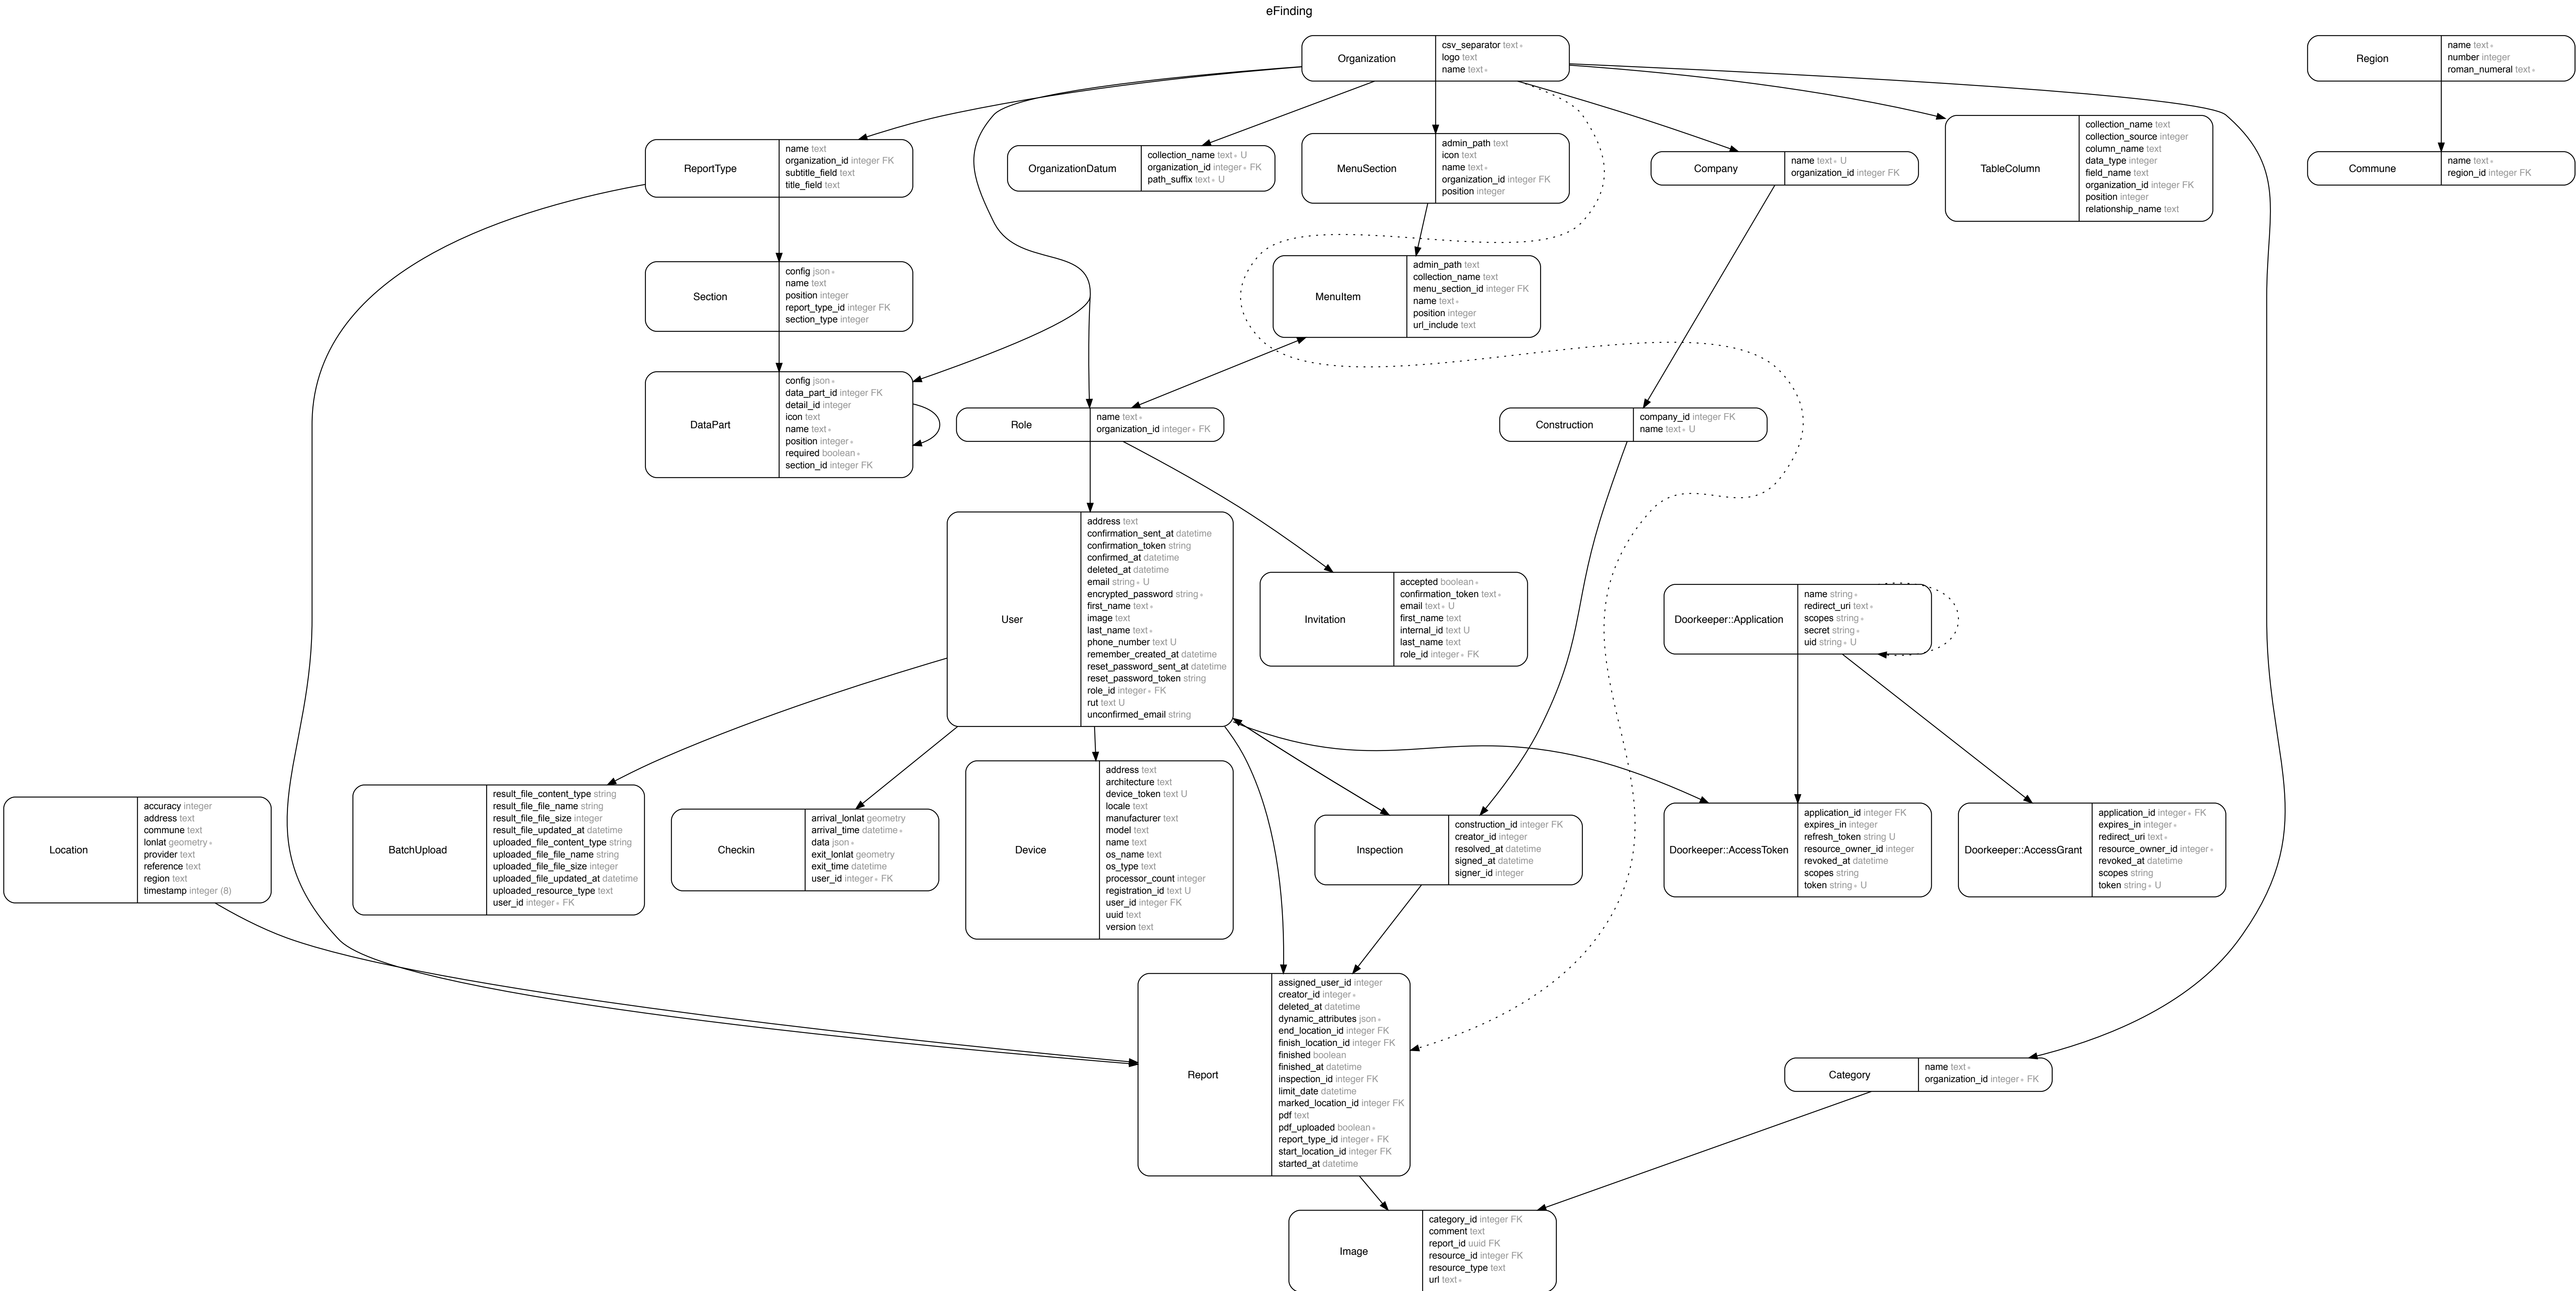 eFinding
Organization
csv_separator text ∗
logo text
name text ∗
Region
name text ∗
number integer
roman_numeral text ∗
ReportType
name text
organization_id integer FK
subtitle_field text
title_field text
OrganizationDatum
collection_name text ∗ U
organization_id integer ∗ FK
path_suffix text ∗ U
MenuSection
admin_path text
icon text
name text ∗
organization_id integer FK
position integer
Company
name text ∗ U
organization_id integer FK
TableColumn
collection_name text
collection_source integer
column_name text
data_type integer
field_name text
organization_id integer FK
position integer
relationship_name text
Commune
name text ∗
region_id integer FK
Section
config json ∗
name text
position integer
report_type_id integer FK
section_type integer
MenuItem
admin_path text
collection_name text
menu_section_id integer FK
name text ∗
position integer
url_include text
DataPart
config json ∗
data_part_id integer FK
detail_id integer
icon text
name text ∗
position integer ∗
required boolean ∗
section_id integer FK
Role
name text ∗
organization_id integer ∗ FK
Construction
company_id integer FK
name text ∗ U
User
address text
confirmation_sent_at datetime
confirmation_token string
confirmed_at datetime
deleted_at datetime
email string ∗ U
encrypted_password string ∗
first_name text ∗
image text
last_name text ∗
phone_number text U
remember_created_at datetime
reset_password_sent_at datetime
reset_password_token string
role_id integer ∗ FK
rut text U
unconfirmed_email string
Invitation
accepted boolean ∗
confirmation_token text ∗
email text ∗ U
first_name text
internal_id text U
last_name text
role_id integer ∗ FK
Doorkeeper::Application
name string ∗
redirect_uri text ∗
scopes string ∗
secret string ∗
uid string ∗ U
Location
accuracy integer
address text
commune text
lonlat geometry ∗
provider text
reference text
region text
timestamp integer (8)
BatchUpload
result_file_content_type string
result_file_file_name string
result_file_file_size integer
result_file_updated_at datetime
uploaded_file_content_type string
uploaded_file_file_name string
uploaded_file_file_size integer
uploaded_file_updated_at datetime
uploaded_resource_type text
user_id integer ∗ FK
Checkin
arrival_lonlat geometry
arrival_time datetime ∗
data json ∗
exit_lonlat geometry
exit_time datetime
user_id integer ∗ FK
Device
address text
architecture text
device_token text U
locale text
manufacturer text
model text
name text
os_name text
os_type text
processor_count integer
registration_id text U
user_id integer FK
uuid text
version text
Inspection
construction_id integer FK
creator_id integer
resolved_at datetime
signed_at datetime
signer_id integer
Doorkeeper::AccessToken
application_id integer FK
expires_in integer
refresh_token string U
resource_owner_id integer
revoked_at datetime
scopes string
token string ∗ U
Doorkeeper::AccessGrant
application_id integer ∗ FK
expires_in integer ∗
redirect_uri text ∗
resource_owner_id integer ∗
revoked_at datetime
scopes string
token string ∗ U
Report
assigned_user_id integer
creator_id integer ∗
deleted_at datetime
dynamic_attributes json ∗
end_location_id integer FK
finish_location_id integer FK
finished boolean
finished_at datetime
inspection_id integer FK
limit_date datetime
marked_location_id integer FK
pdf text
pdf_uploaded boolean ∗
report_type_id integer ∗ FK
start_location_id integer FK
started_at datetime
Category
name text ∗
organization_id integer ∗ FK
Image
category_id integer FK
comment text
report_id uuid FK
resource_id integer FK
resource_type text
url text ∗